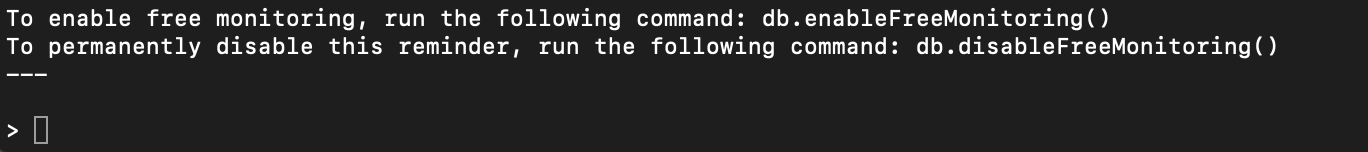 To enable free monitoring, run the following command: db.enableFreeMonitoring()
To permanently disable this reminder, run the following command: db.disableFreeMonitoring()
---
>